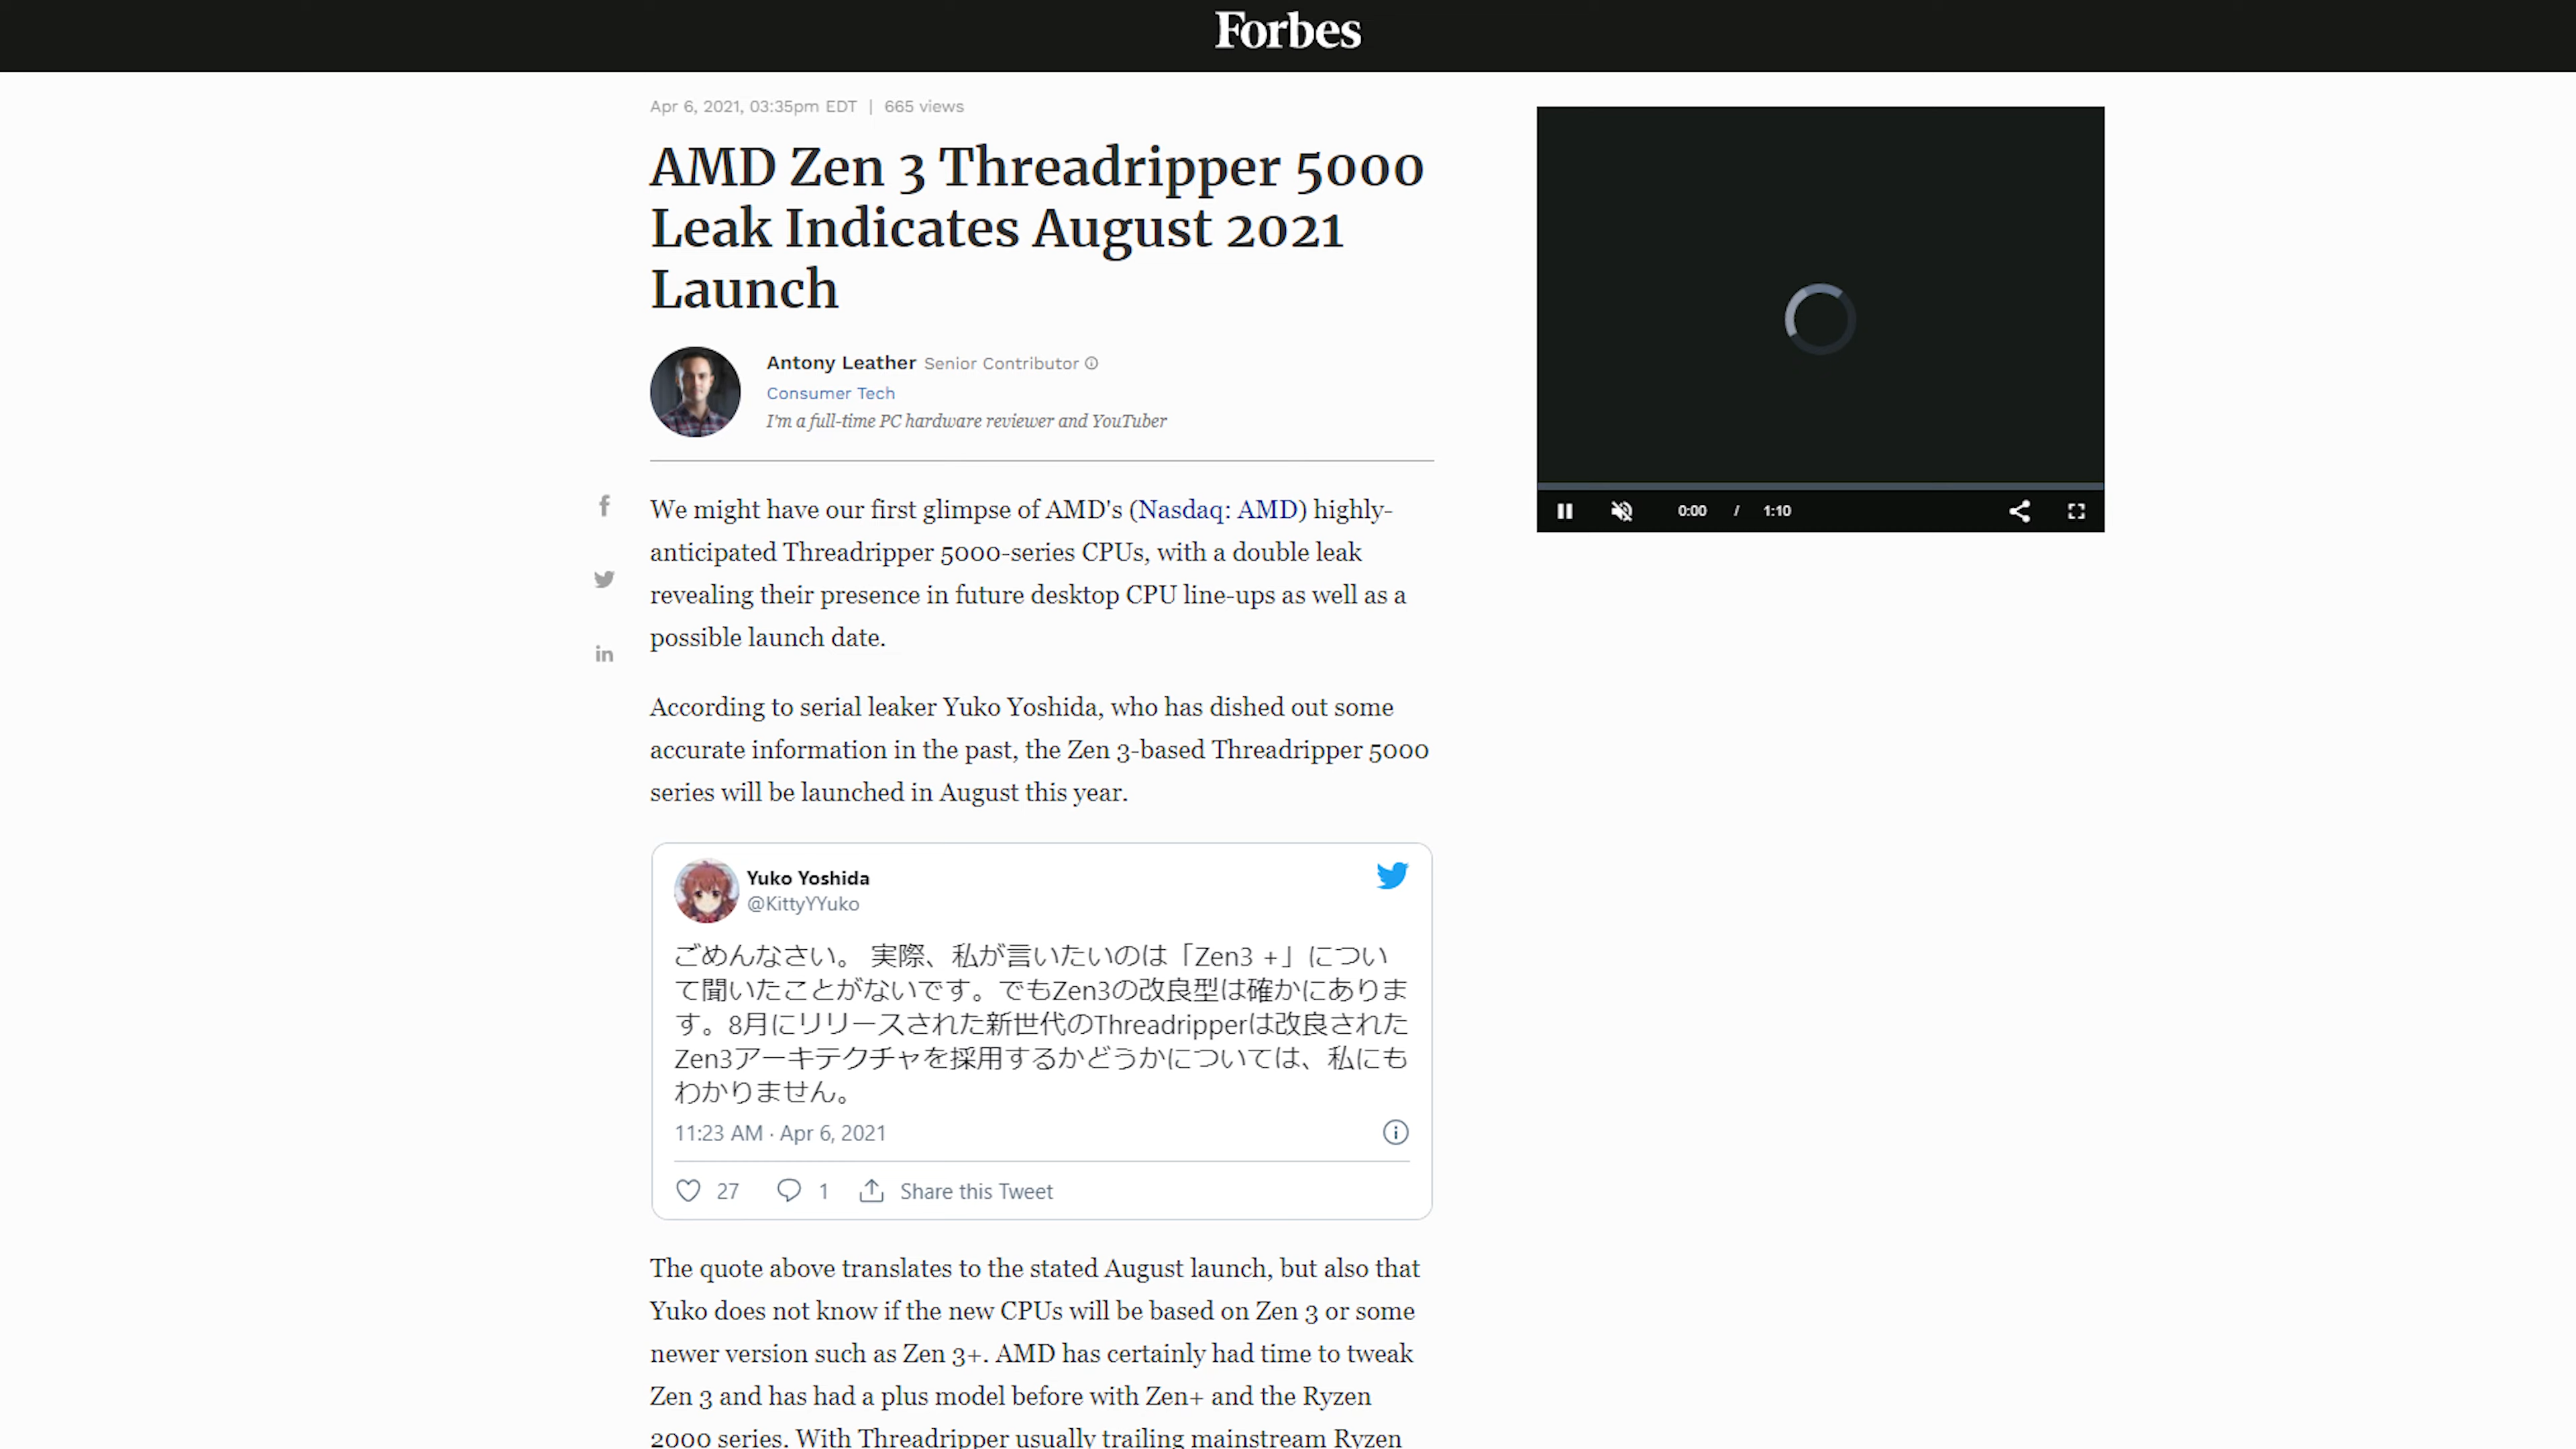 Forbes
Apr 6, 2021, 03:35pm EDT | 665 views
AMD Zen 3 Threadripper 5000
Leak Indicates August 2021
Launch
Antony Leather Senior Contributor
Consumer Tech
I'm a full-time PC hardware reviewer and YouTuber
0:00 / 1:10
We might have our first glimpse of AMD's (Nasdaq: AMD) highly-
anticipated Threadripper 5000-series CPUs, with a double leak
revealing their presence in future desktop CPU line-ups as well as a
possible launch date.
According to serial leaker Yuko Yoshida, who has dished out some
accurate information in the past, the Zen 3-based Threadripper 5000
series will be launched in August this year.
Yuko Yoshida
@KittyYYuko
ごめんなさい。 実際、私が言いたいのは「Zen3 +」につい
て聞いたことがないです。でもZen3の改良型は確かにありま
す。8月にリリースされた新世代のThreadripperは改良された
Zen3アーキテクチャを採用するかどうかについては、私にも
わかりません。
11:23 AM · Apr 6, 2021
27 1 Share this Tweet
The quote above translates to the stated August launch, but also that
Yuko does not know if the new CPUs will be based on Zen 3 or some
newer version such as Zen 3+. AMD has certainly had time to tweak
Zen 3 and has had a plus model before with Zen+ and the Ryzen
2000 series. With Threadripper usually trailing mainstream Ryzen